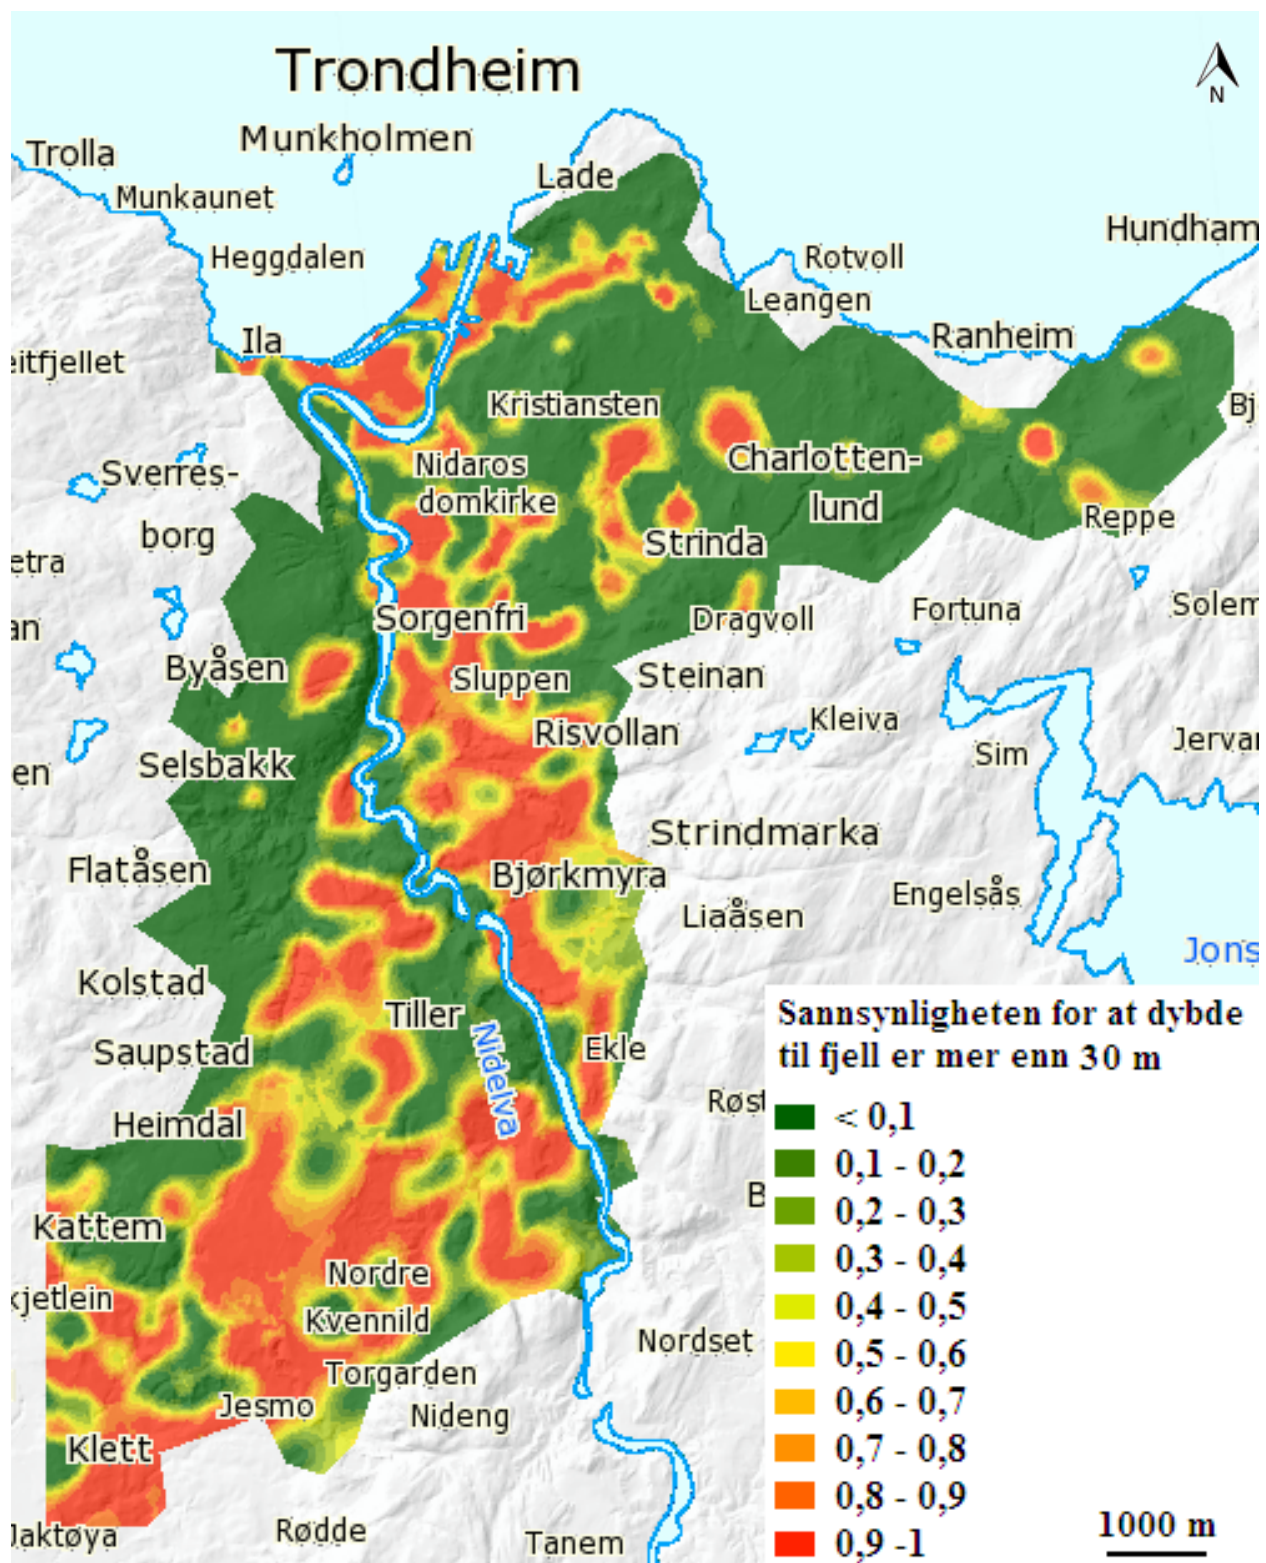 Trondheim
N
Munkholmen
Trolla
Lade
Munkaunet
Hundham
Heggdalen
Rotvoll
Leangen
Ila
Ranheim
eitfjellet
Kristiansten
Bj
Nidaros
domkirke
Charlotten-
lund
Sverres-
borg
Reppe
Strinda
etra
Solem
Sorgenfri
Dragvoll
Fortuna
an
Byåsen
Sluppen
Steinan
Risvollan
Kleiva
Sim
Jervan
Selsbakk
en
Strindmarka
Flatåsen
Bjørkmyra
Engelsås
Liaåsen
Jons
Kolstad
Tiller
Nidelva
Ekle
Saupstad
Heimdal
Røst
B
Kattem
Nordre
Kvennild
kjetlein
Nordset
Torgarden
Jesmo
Nideng
Klett
Jaktøya
Rødde
Tanem
Sannsynligheten for at dybde
til fjell er mer enn 30 m
< 0,1
0,1 - 0,2
0,2 - 0,3
0,3 - 0,4
0,4 - 0,5
0,5 - 0,6
0,6 - 0,7
0,7 - 0,8
0,8 - 0,9
0,9 -1
1000 m